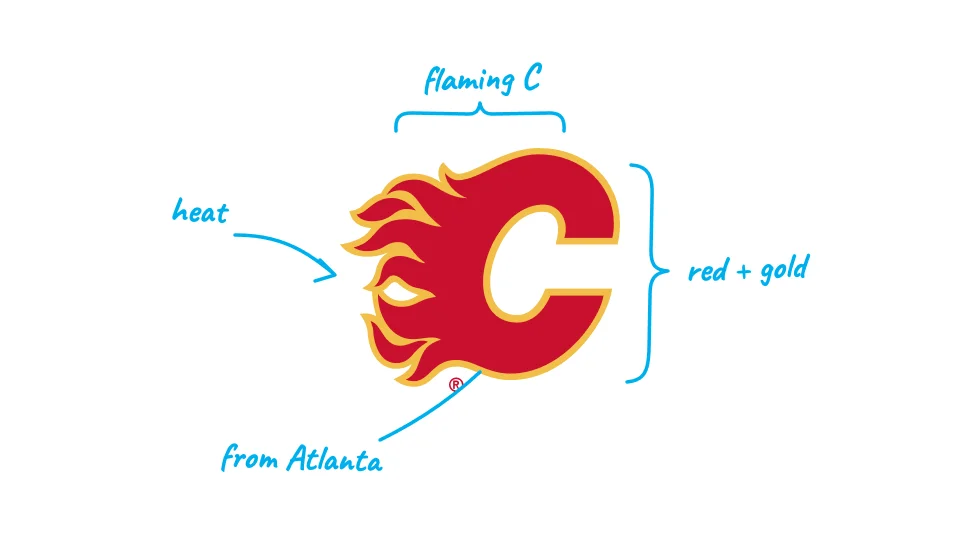 flaming C
heat
red + gold
C
®
from Atlanta